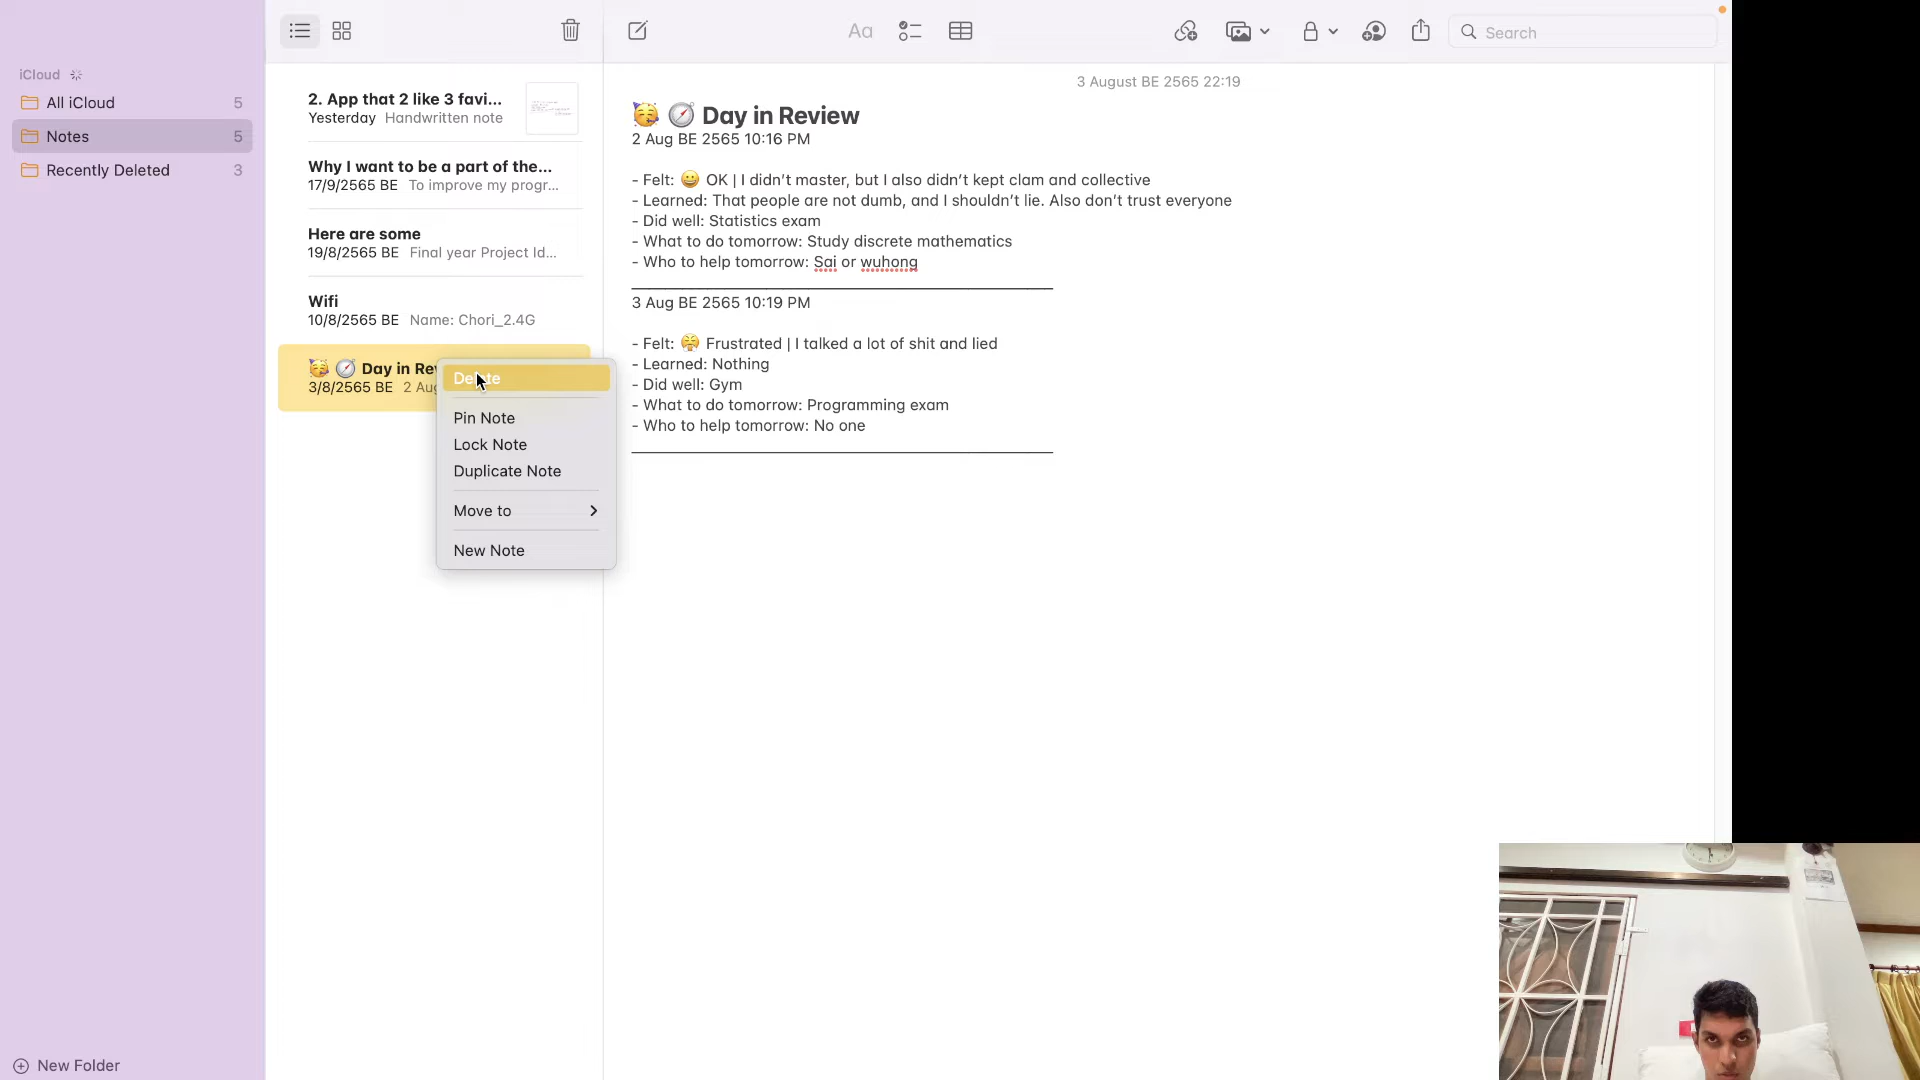 iCloud
All iCloud 5
Notes 5
Recently Deleted 3
New Folder
2. App that 2 like 3 favi...
Yesterday Handwritten note
Why I want to be a part of the...
17/9/2565 BE To improve my progr...
Here are some
19/8/2565 BE Final year Project Id...
Wifi
10/8/2565 BE Name: Chori_2.4G
🥳 🧭 Day in Re
3/8/2565 BE 2 Aug
Delete
Pin Note
Lock Note
Duplicate Note
Move to
New Note
Aa
Search
3 August BE 2565 22:19
🥳 🧭 Day in Review
2 Aug BE 2565 10:16 PM
- Felt: 😀 OK | I didn’t master, but I also didn’t kept clam and collective
- Learned: That people are not dumb, and I shouldn’t lie. Also don’t trust everyone
- Did well: Statistics exam
- What to do tomorrow: Study discrete mathematics
- Who to help tomorrow: Sai or wuhong
3 Aug BE 2565 10:19 PM
- Felt: 😤 Frustrated | I talked a lot of shit and lied
- Learned: Nothing
- Did well: Gym
- What to do tomorrow: Programming exam
- Who to help tomorrow: No one